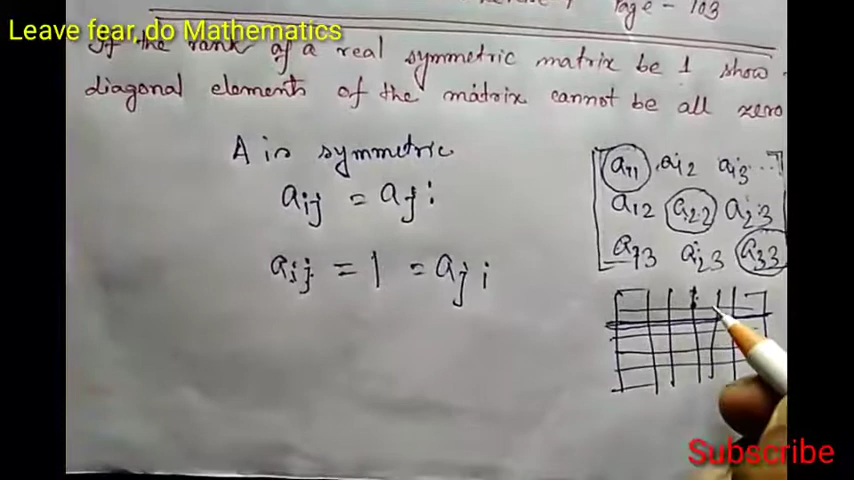 Page - 103
Leave fear,do Mathematics
If the rank of a real symmetric matrix be 1 show
diagonal elements of the matrix cannot be all zero
A is symmetric
aij = aji
aij = 1 = aji
a11 a12 a13 ...
a12 a22 a23
a13 a23 a33
Subscribe